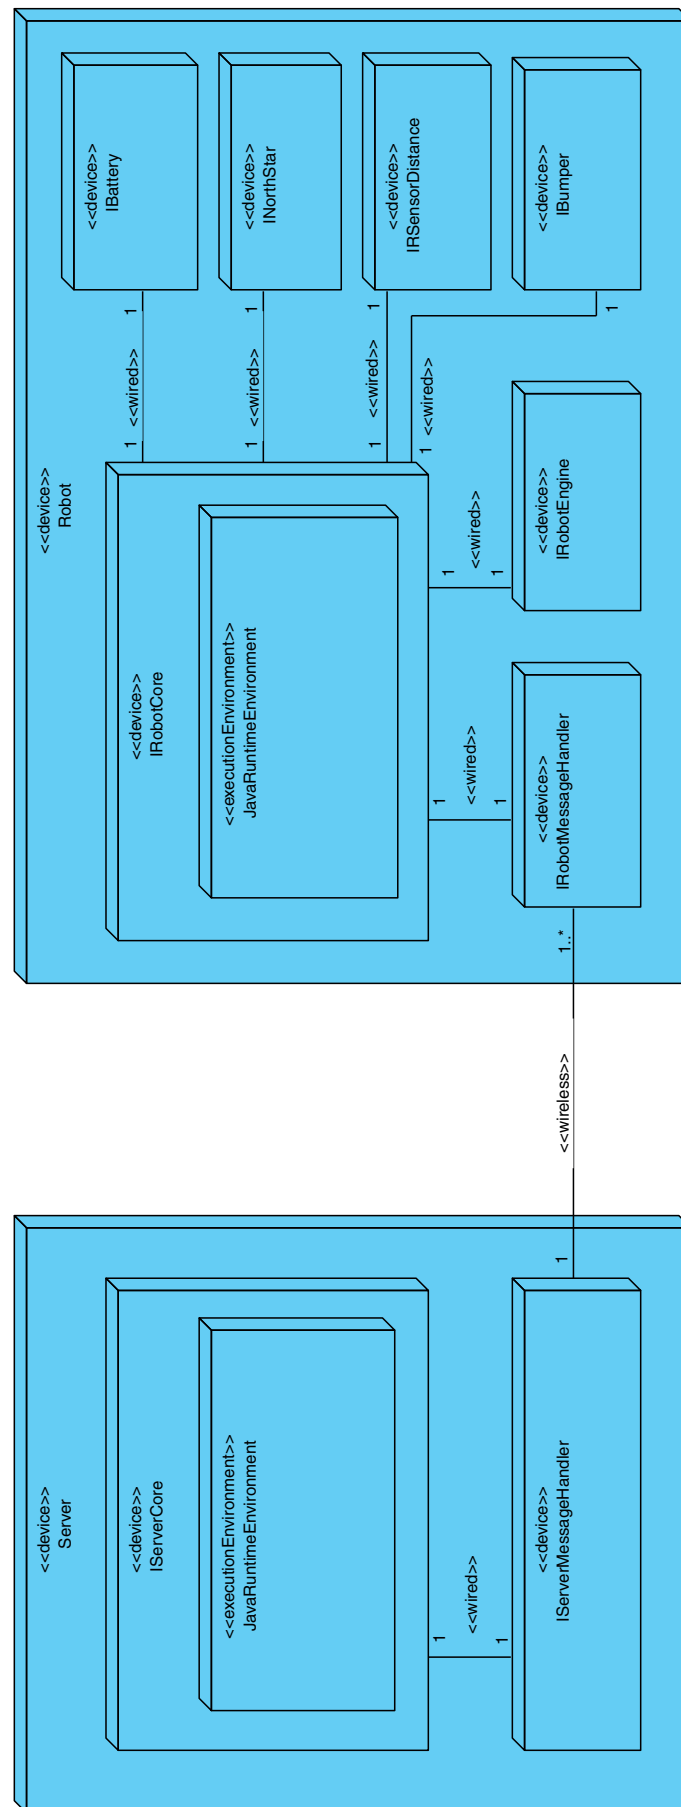 <<device>>
Server
<<device>>
IServerCore
<<executionEnvironment>>
JavaRuntimeEnvironment
1
<<wired>>
1
<<device>>
IServerMessageHandler
1
<<wireless>>
1..*
<<device>>
Robot
<<device>>
IRobotCore
<<executionEnvironment>>
JavaRuntimeEnvironment
1
<<wired>>
1
<<device>>
IRobotMessageHandler
1
<<wired>>
1
<<device>>
IRobotEngine
1
<<wired>>
1
<<device>>
IBattery
1
<<wired>>
1
<<device>>
INorthStar
1
<<wired>>
1
<<device>>
IRSensorDistance
1
<<wired>>
1
<<device>>
IBumper